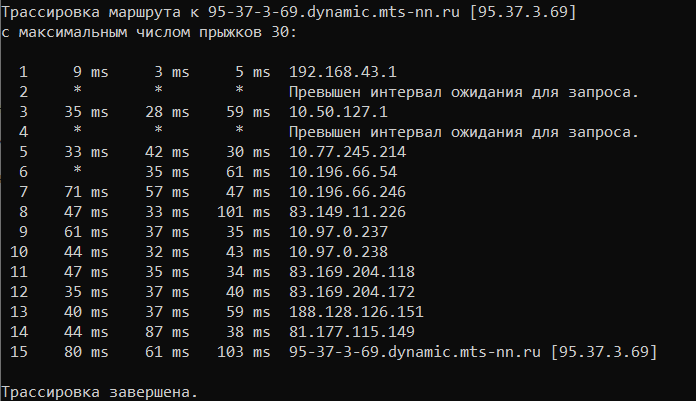 Трассировка маршрута к 95-37-3-69.dynamic.mts-nn.ru [95.37.3.69]
с максимальным числом прыжков 30:
1 9 ms 3 ms 5 ms 192.168.43.1
2 * * * Превышен интервал ожидания для запроса.
3 35 ms 28 ms 59 ms 10.50.127.1
4 * * * Превышен интервал ожидания для запроса.
5 33 ms 42 ms 30 ms 10.77.245.214
6 * 35 ms 61 ms 10.196.66.54
7 71 ms 57 ms 47 ms 10.196.66.246
8 47 ms 33 ms 101 ms 83.149.11.226
9 61 ms 37 ms 35 ms 10.97.0.237
10 44 ms 32 ms 43 ms 10.97.0.238
11 47 ms 35 ms 34 ms 83.169.204.118
12 35 ms 37 ms 40 ms 83.169.204.172
13 40 ms 37 ms 59 ms 188.128.126.151
14 44 ms 87 ms 38 ms 81.177.115.149
15 80 ms 61 ms 103 ms 95-37-3-69.dynamic.mts-nn.ru [95.37.3.69]
Трассировка завершена.